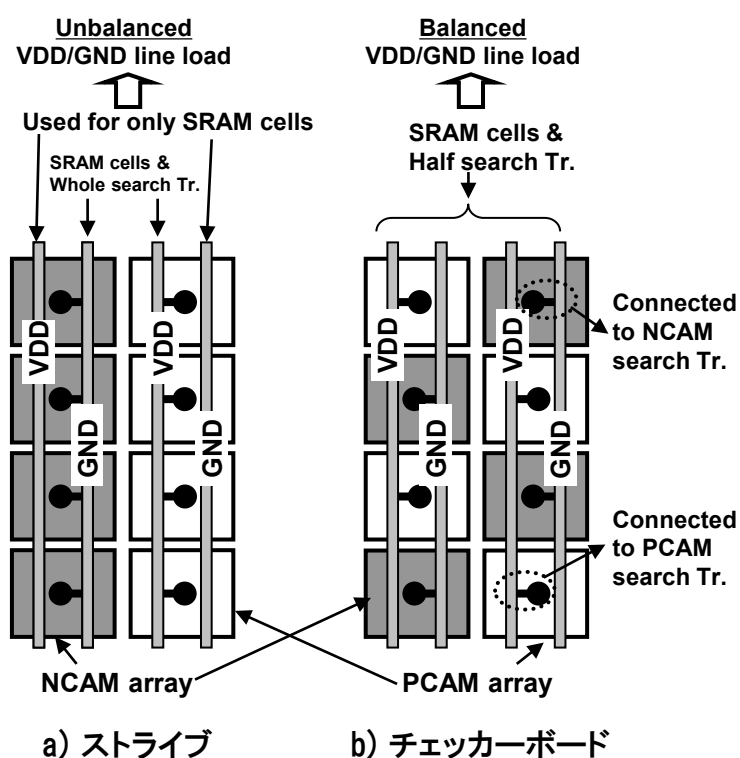 Unbalanced
VDD/GND line load
Balanced
VDD/GND line load
Used for only SRAM cells
SRAM cells &
Whole search Tr.
SRAM cells &
Half search Tr.
VDD
GND
VDD
GND
VDD
GND
VDD
GND
Connected
to NCAM
search Tr.
Connected
to PCAM
search Tr.
NCAM array
PCAM array
a) ストライブ
b) チェッカーボード